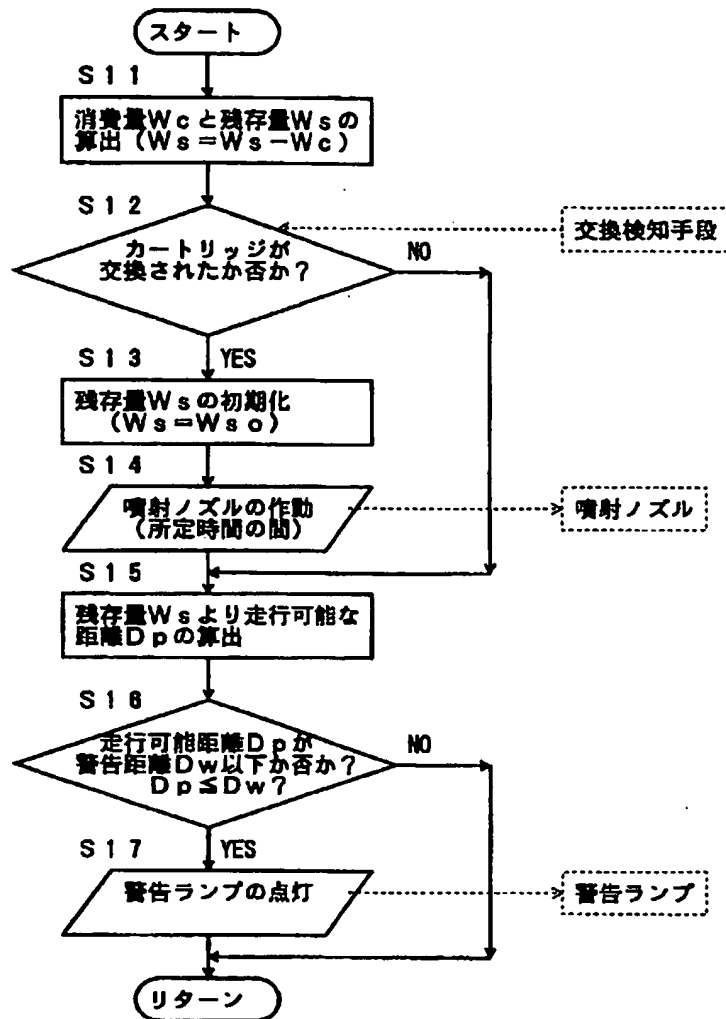 スタート
S11
消費量Wcと残存量Wsの
算出(Ws=Ws-Wc)
S12
交換検知手段
カートリッジが
交換されたか否か?
NO
S13
YES
残存量Wsの初期化
(Ws=Wso)
S14
噴射ノズルの作動
(所定時間の間)
噴射ノズル
S15
残存量Wsより走行可能な
距離Dpの算出
S16
走行可能距離Dpが
警告距離Dw以下か否か?
Dp≦Dw?
NO
S17
YES
警告ランプの点灯
警告ランプ
リターン